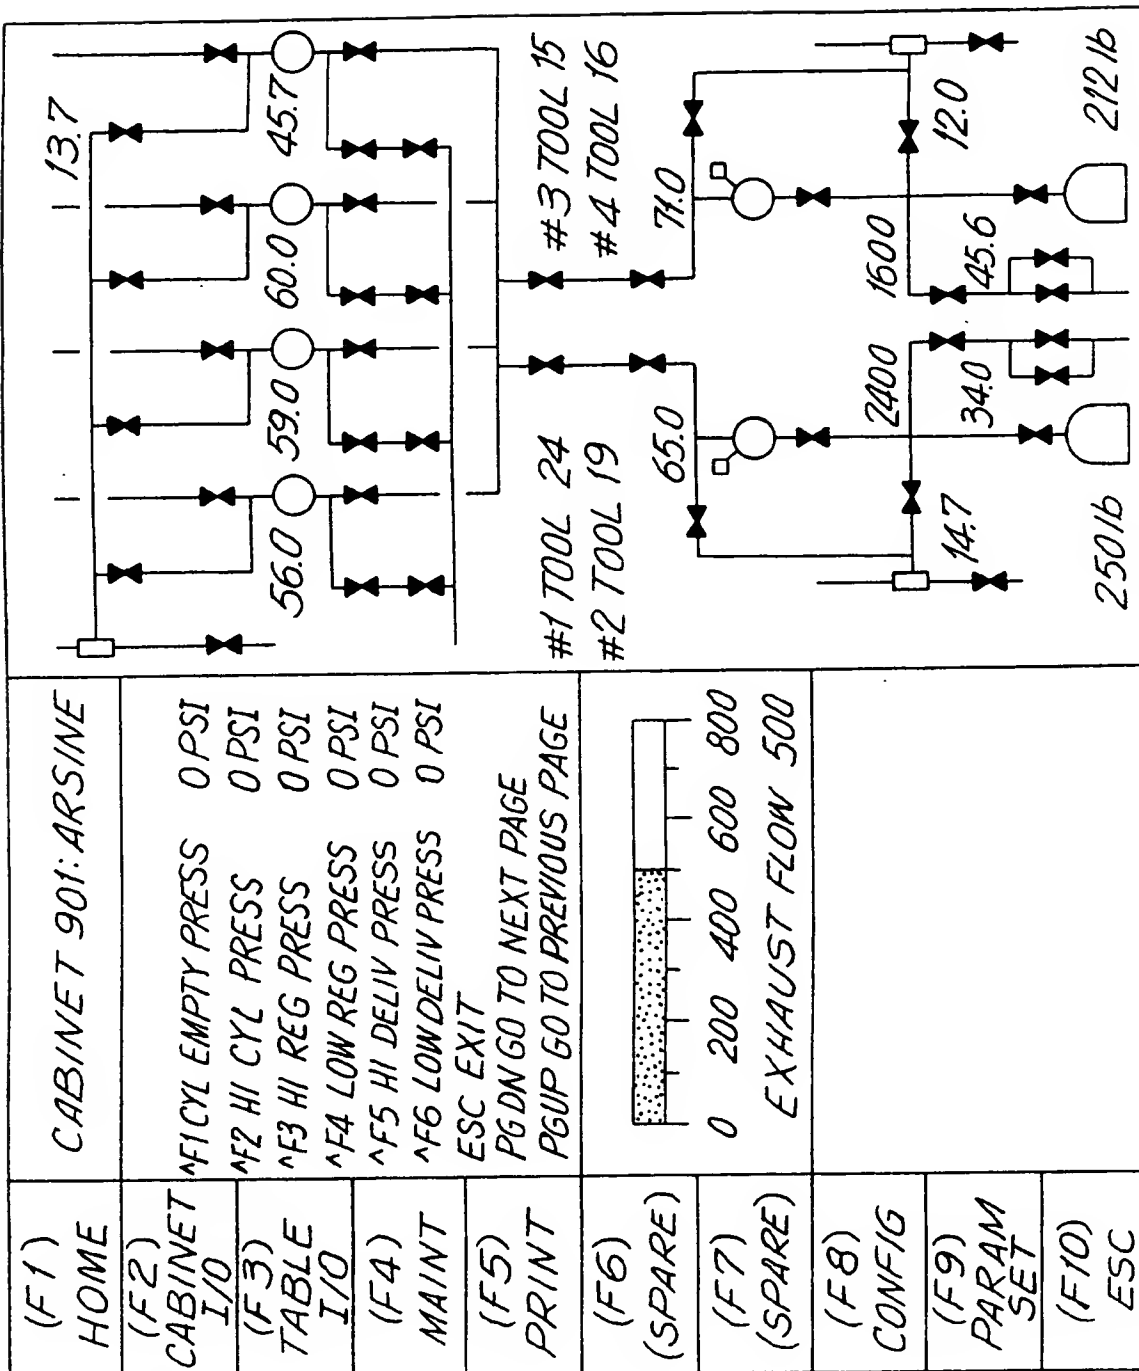 (F1)
HOME
(F2)
CABINET
I/O
(F3)
TABLE
I/O
(F4)
MAINT
(F5)
PRINT
(F6)
(SPARE)
(F7)
(SPARE)
(F8)
CONFIG
(F9)
PARAM
SET
(F10)
ESC
CABINET 901: ARSINE
^F1 CYL EMPTY PRESS 0 PSI
^F2 HI CYL PRESS 0 PSI
^F3 HI REG PRESS 0 PSI
^F4 LOW REG PRESS 0 PSI
^F5 HI DELIV PRESS 0 PSI
^F6 LOW DELIV PRESS 0 PSI
ESC EXIT
PG DN GO TO NEXT PAGE
PGUP GO TO PREVIOUS PAGE
0 200 400 600 800
EXHAUST FLOW 500
13.7
56.0 59.0 60.0 45.7
#1 TOOL 24
#2 TOOL 19
#3 TOOL 15
#4 TOOL 16
65.0 71.0
2400 1600
14.7 34.0 45.6 12.0
250 lb 212 lb